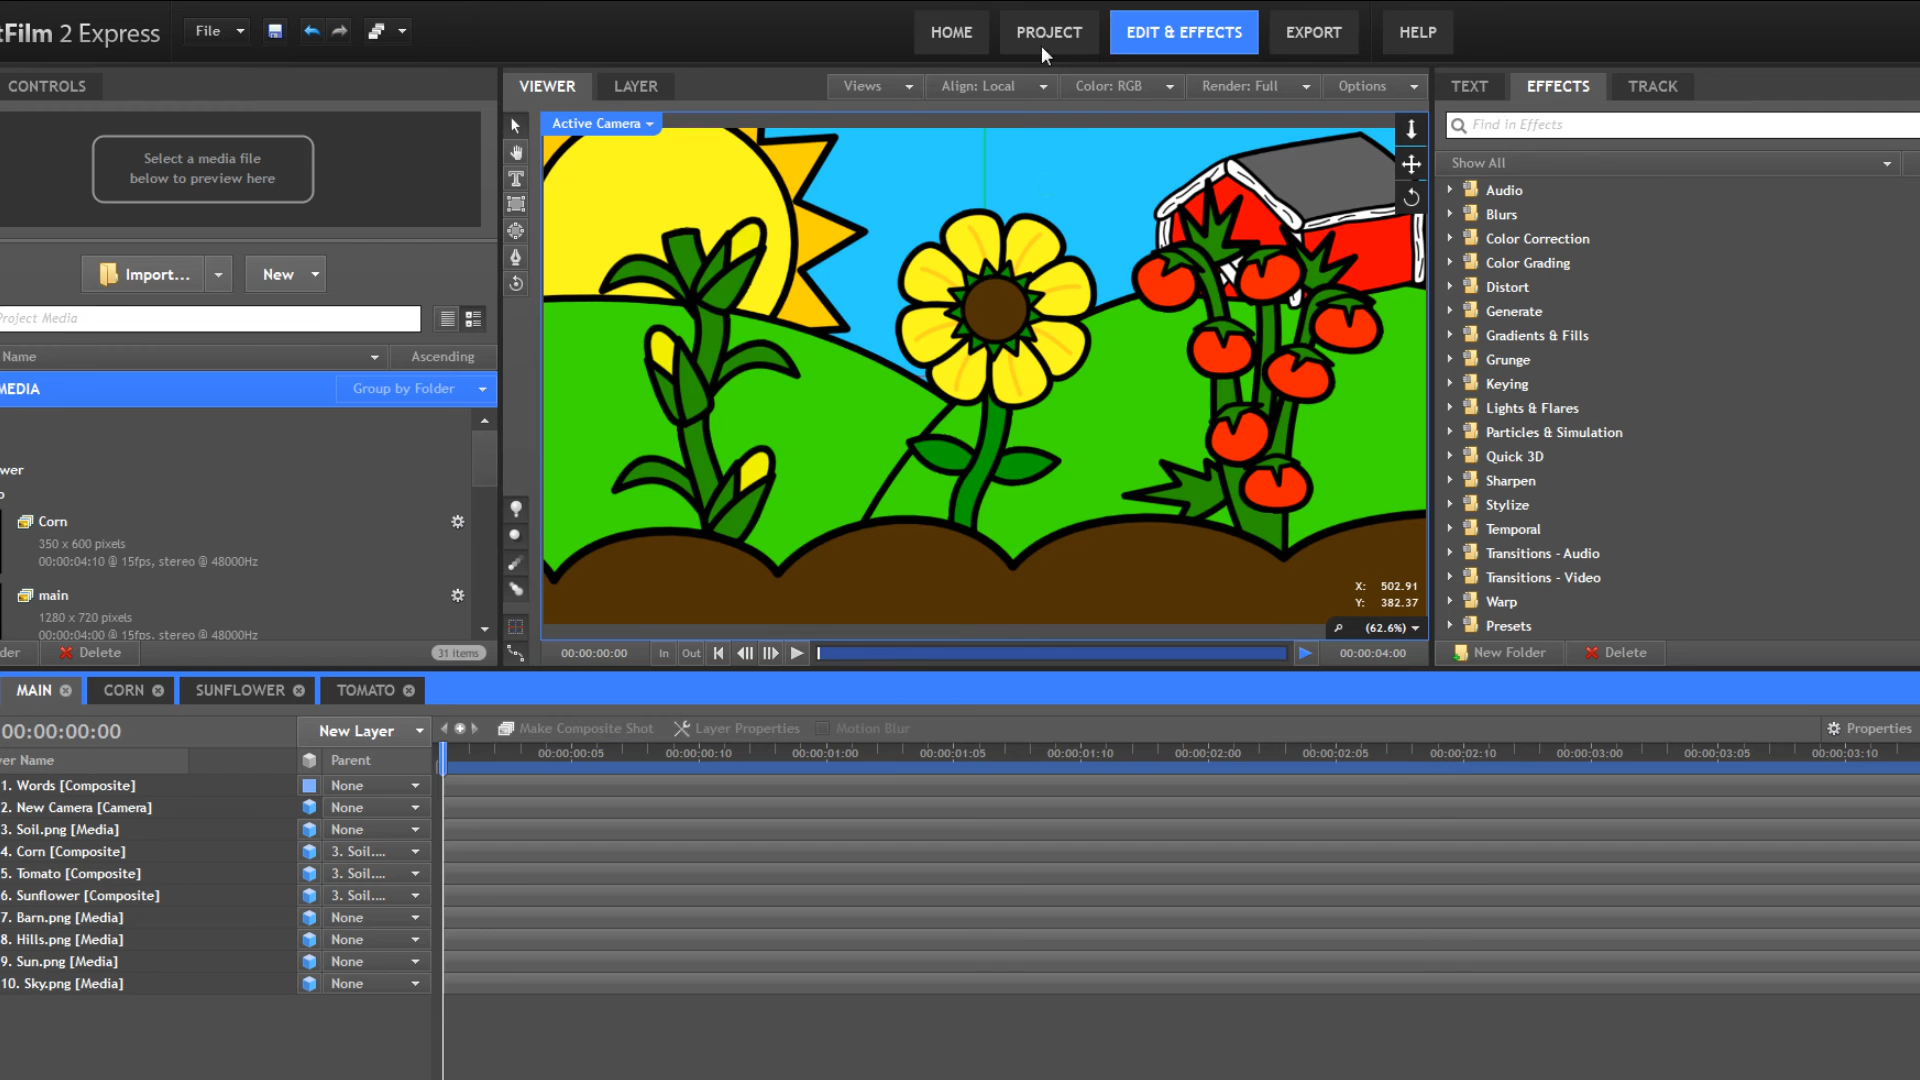 tFilm 2 Express
File
HOME
PROJECT
EDIT & EFFECTS
EXPORT
HELP
CONTROLS
VIEWER
LAYER
Views
Align: Local
Color: RGB
Render: Full
Options
TEXT
EFFECTS
TRACK
Active Camera
Find in Effects
Select a media file
below to preview here
Show All
Audio
Blurs
Color Correction
Color Grading
Distort
Generate
Gradients & Fills
Grunge
Keying
Lights & Flares
Particles & Simulation
Quick 3D
Sharpen
Stylize
Temporal
Transitions - Audio
Transitions - Video
Warp
Presets
New Folder
Delete
Import...
New
Project Media
Name
Ascending
MEDIA
Group by Folder
wer
o
Corn
350 x 600 pixels
00:00:04:10 @ 15fps, stereo @ 48000Hz
main
1280 x 720 pixels
00:00:04:00 @ 15fps, stereo @ 48000Hz
der
Delete
31 items
X: 502.91
Y: 382.37
(62.6%)
00:00:00:00
In
Out
00:00:04:00
MAIN
CORN
SUNFLOWER
TOMATO
00:00:00:00
New Layer
Make Composite Shot
Layer Properties
Motion Blur
Properties
yer Name
Parent
00:00:00:05
00:00:00:10
00:00:01:00
00:00:01:05
00:00:01:10
00:00:02:00
00:00:02:05
00:00:02:10
00:00:03:00
00:00:03:05
00:00:03:10
1. Words [Composite]
None
2. New Camera [Camera]
None
3. Soil.png [Media]
None
4. Corn [Composite]
3. Soil....
5. Tomato [Composite]
3. Soil....
6. Sunflower [Composite]
3. Soil....
7. Barn.png [Media]
None
8. Hills.png [Media]
None
9. Sun.png [Media]
None
10. Sky.png [Media]
None